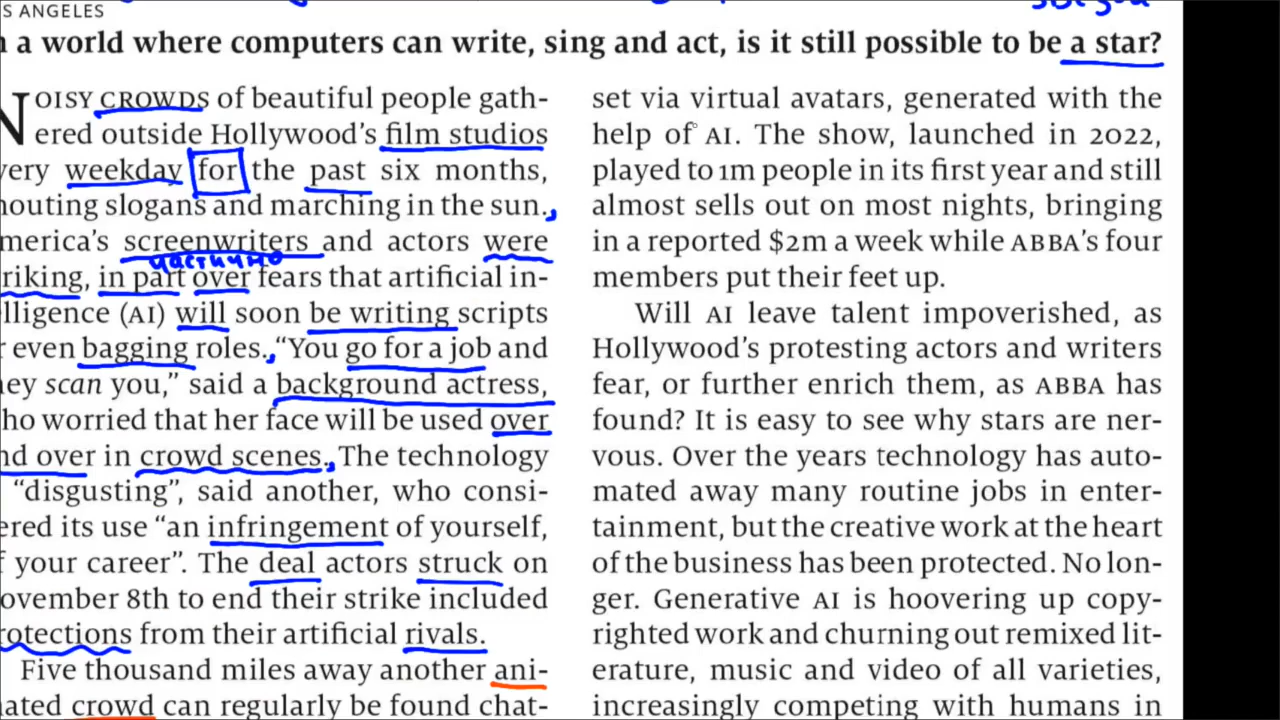 S ANGELES
a world where computers can write, sing and act, is it still possible to be a star?
NOISY CROWDS of beautiful people gath-
ered outside Hollywood's film studios
very weekday for the past six months,
houting slogans and marching in the sun.
merica's screenwriters and actors were
частично
riking, in part over fears that artificial in-
lligence (AI) will soon be writing scripts
r even bagging roles. “You go for a job and
hey scan you,” said a background actress,
ho worried that her face will be used over
nd over in crowd scenes. The technology
“disgusting”, said another, who consi-
ered its use “an infringement of yourself,
f your career”. The deal actors struck on
ovember 8th to end their strike included
rotections from their artificial rivals.
Five thousand miles away another ani-
ated crowd can regularly be found chat-
set via virtual avatars, generated with the
help of AI. The show, launched in 2022,
played to 1m people in its first year and still
almost sells out on most nights, bringing
in a reported $2m a week while ABBA's four
members put their feet up.
Will AI leave talent impoverished, as
Hollywood's protesting actors and writers
fear, or further enrich them, as ABBA has
found? It is easy to see why stars are ner-
vous. Over the years technology has auto-
mated away many routine jobs in enter-
tainment, but the creative work at the heart
of the business has been protected. No lon-
ger. Generative AI is hoovering up copy-
righted work and churning out remixed lit-
erature, music and video of all varieties,
increasingly competing with humans in